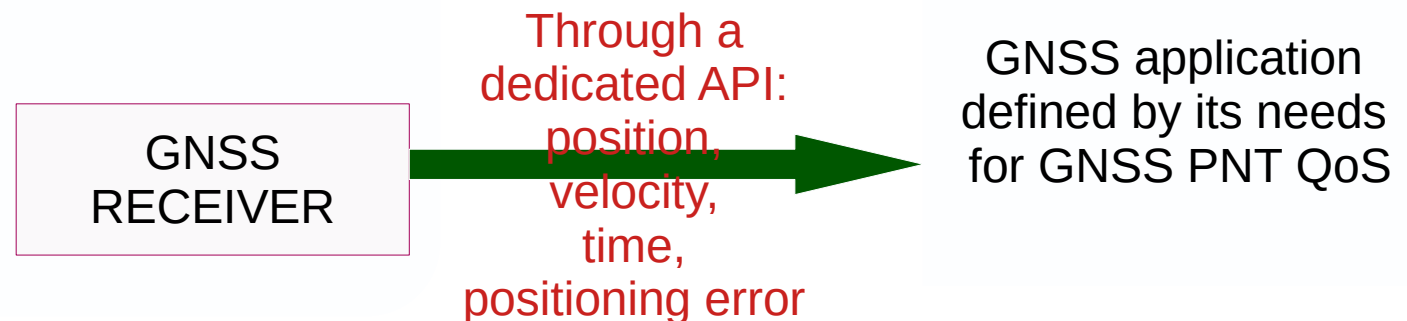 GNSS
RECEIVER
Through a
dedicated API:
position,
velocity,
time,
positioning error
GNSS application
defined by its needs
for GNSS PNT QoS